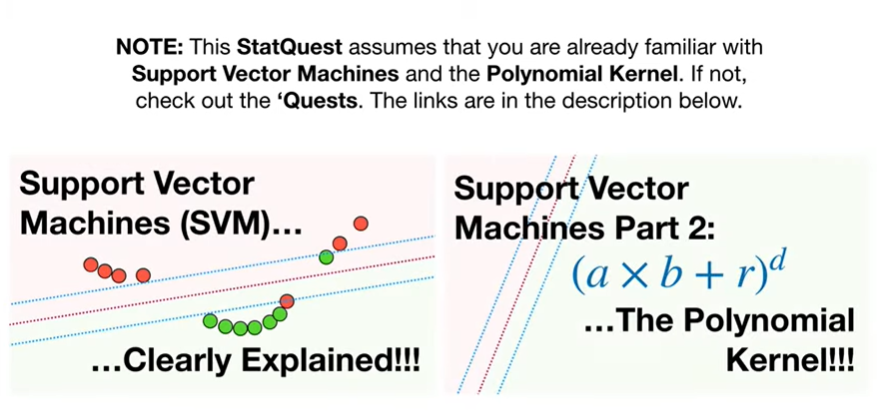 NOTE: This StatQuest assumes that you are already familiar with
Support Vector Machines and the Polynomial Kernel. If not,
check out the ‘Quests. The links are in the description below.
Support Vector
Machines (SVM)...
...Clearly Explained!!!
Support Vector
Machines Part 2:
(a × b + r)^d
...The Polynomial
Kernel!!!